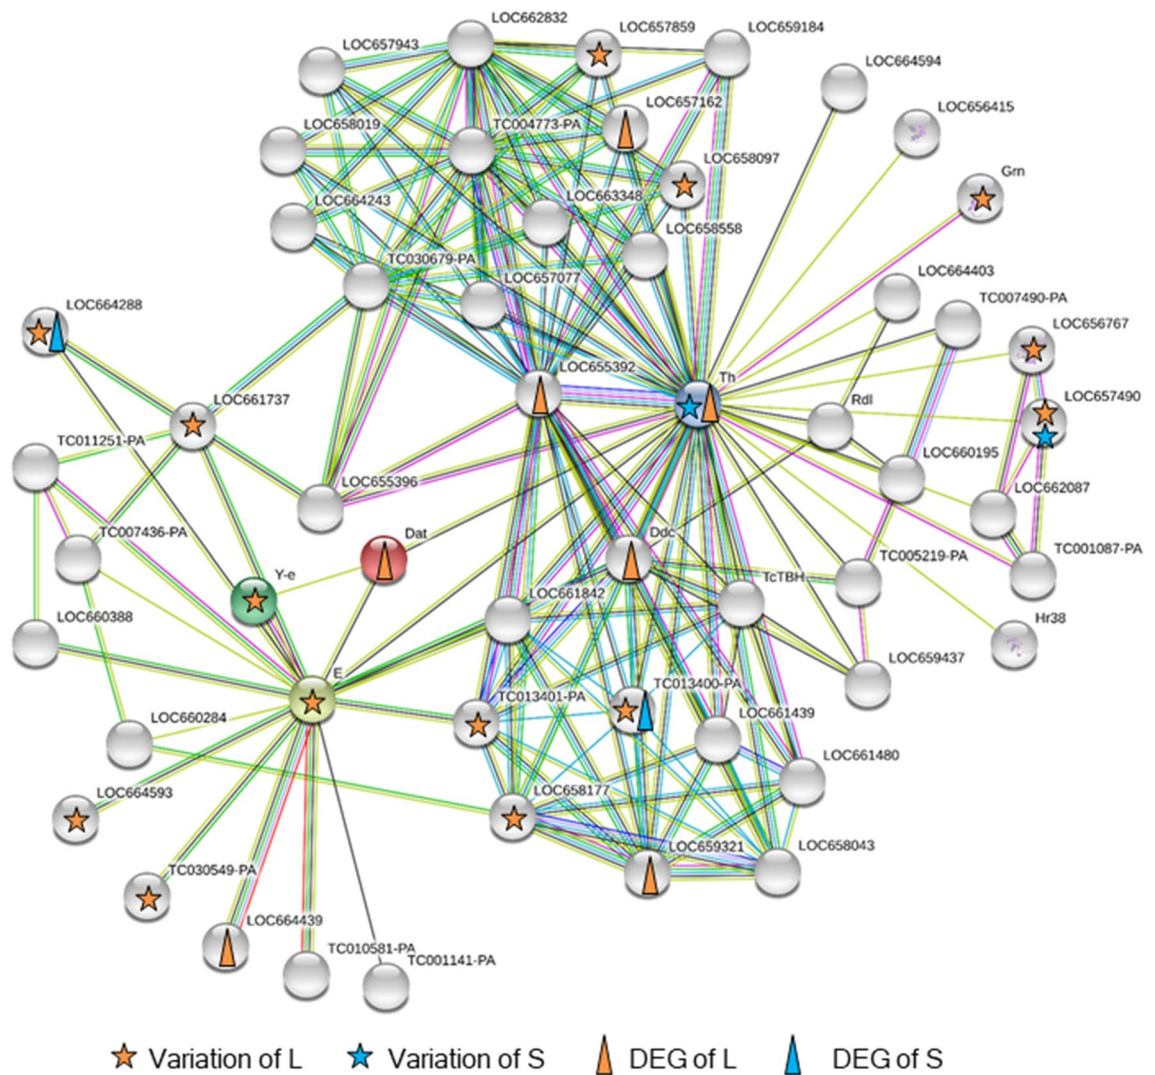 LOC662832
LOC657859
LOC659184
LOC657943
LOC664594
LOC657162
LOC656415
LOC658019
TC004773-PA
LOC658097
Grn
LOC664243
LOC663348
LOC658558
TC030679-PA
LOC657077
LOC664403
TC007490-PA
LOC664288
LOC656767
LOC655392
Th
LOC661737
Rdl
LOC657490
TC011251-PA
LOC660195
LOC655396
LOC662087
TC007436-PA
Dat
Ddc
TC005219-PA
TC001087-PA
Y-e
TcTBH
LOC661842
LOC660388
Hr38
E
LOC659437
TC013401-PA
TC013400-PA
LOC660284
LOC661439
LOC661480
LOC664593
LOC658177
LOC659321
LOC658043
TC030549-PA
LOC664439
TC010581-PA
TC001141-PA
Variation of L Variation of S DEG of L DEG of S